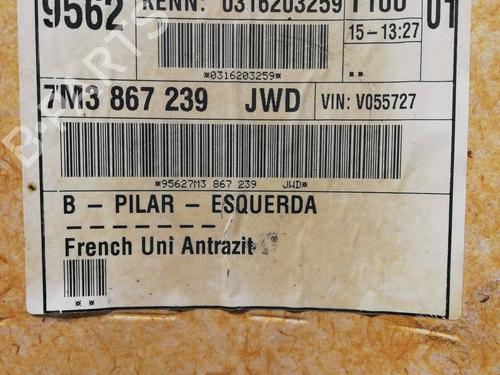 9562 KENN: 0316203259 1100 01
15-13:27
*0316203259*
7M3 867 239 JWD VIN: V055727
*95627M3 867 239 JWD*
B - PILAR - ESQUERDA
- - - - - - -
French Uni Antrazit
* *